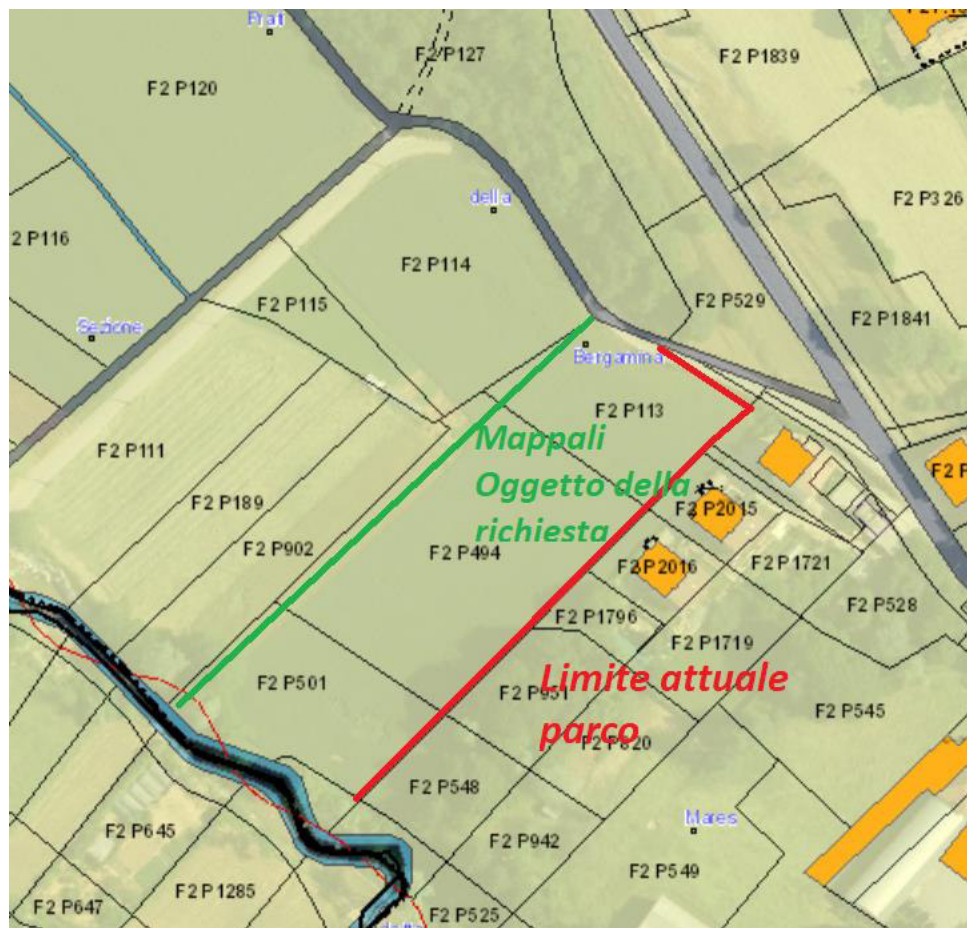 Prati
F2 P127
F2 P1839
F2 P120
della
F2 P326
2 P116
F2 P114
F2 P115
F2 P529
F2 P1841
Sezione
Bergamina
F2 P113
Mappali
Oggetto della
richiesta
F2 P111
F2 P189
F2 P2015
F2 P902
F2 P494
F2 P2016
F2 P1721
F2 P528
F2 P1796
F2 P1719
F2 P501
Limite attuale
parco
F2 P951
F2 P545
F2 P820
F2 P548
Mares
F2 P645
F2 P942
F2 P549
F2 P1285
F2 P647
F2 P525